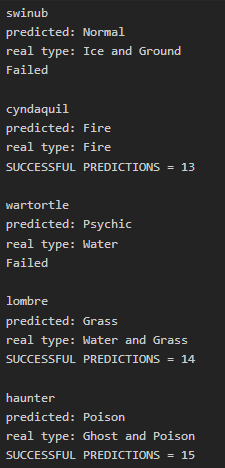 swinub
predicted: Normal
real type: Ice and Ground
Failed

cyndaquil
predicted: Fire
real type: Fire
SUCCESSFUL PREDICTIONS = 13

wartortle
predicted: Psychic
real type: Water
Failed

lombre
predicted: Grass
real type: Water and Grass
SUCCESSFUL PREDICTIONS = 14

haunter
predicted: Poison
real type: Ghost and Poison
SUCCESSFUL PREDICTIONS = 15